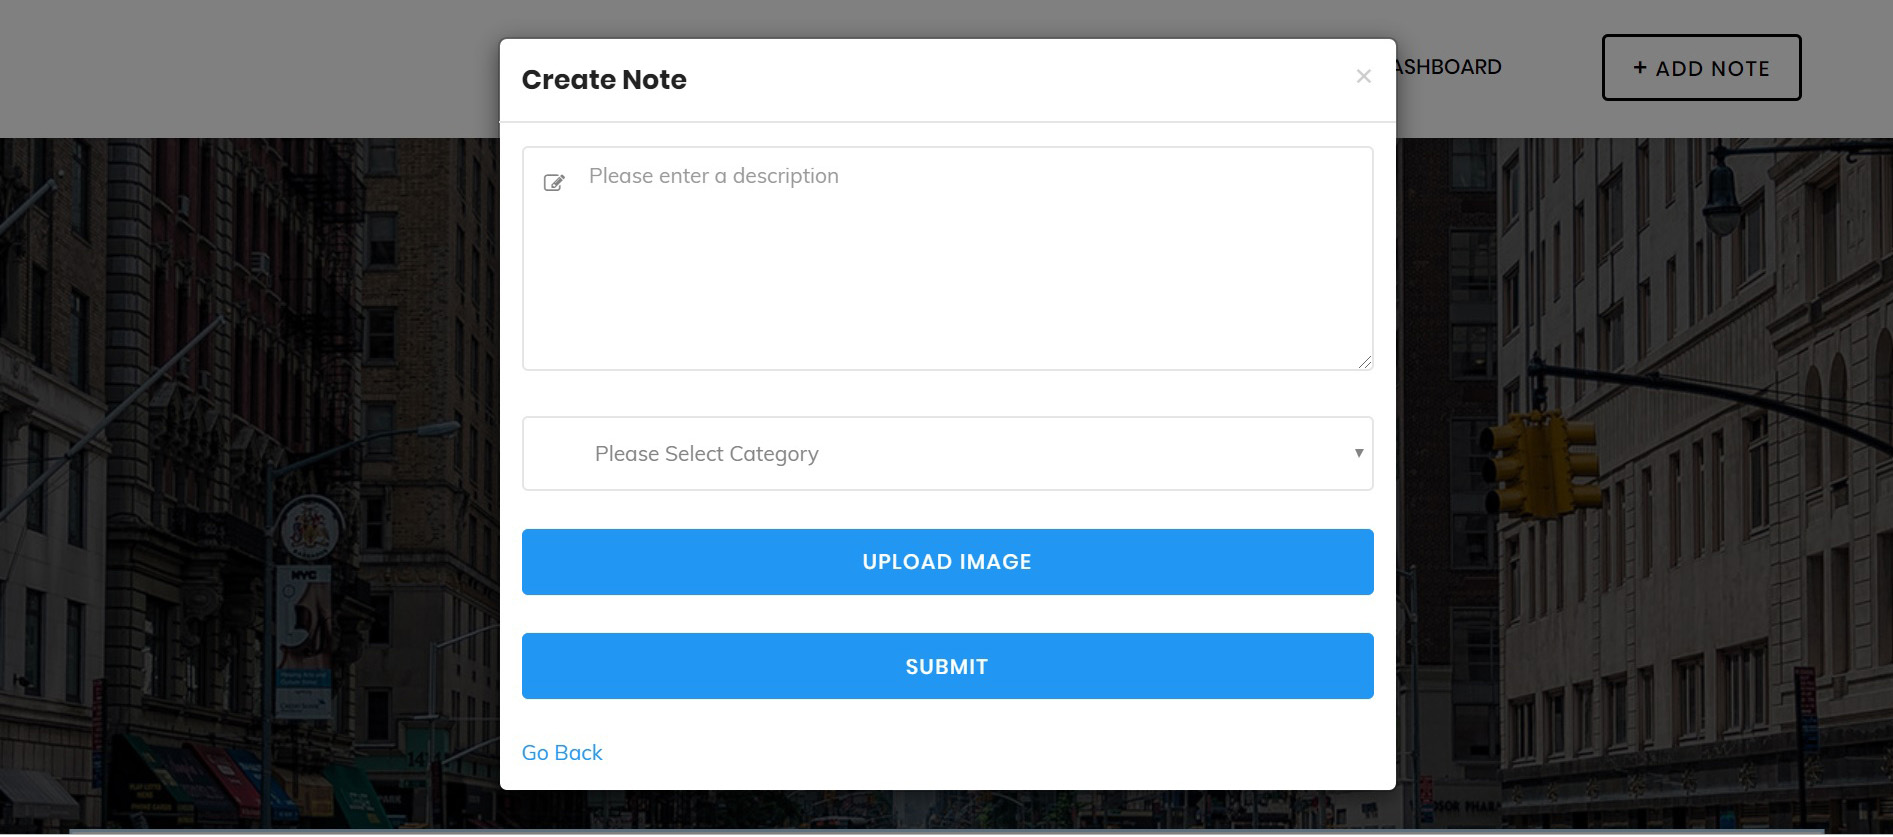 Create Note
×
ASHBOARD
+ ADD NOTE
Please enter a description
Please Select Category
UPLOAD IMAGE
SUBMIT
Go Back
NYC